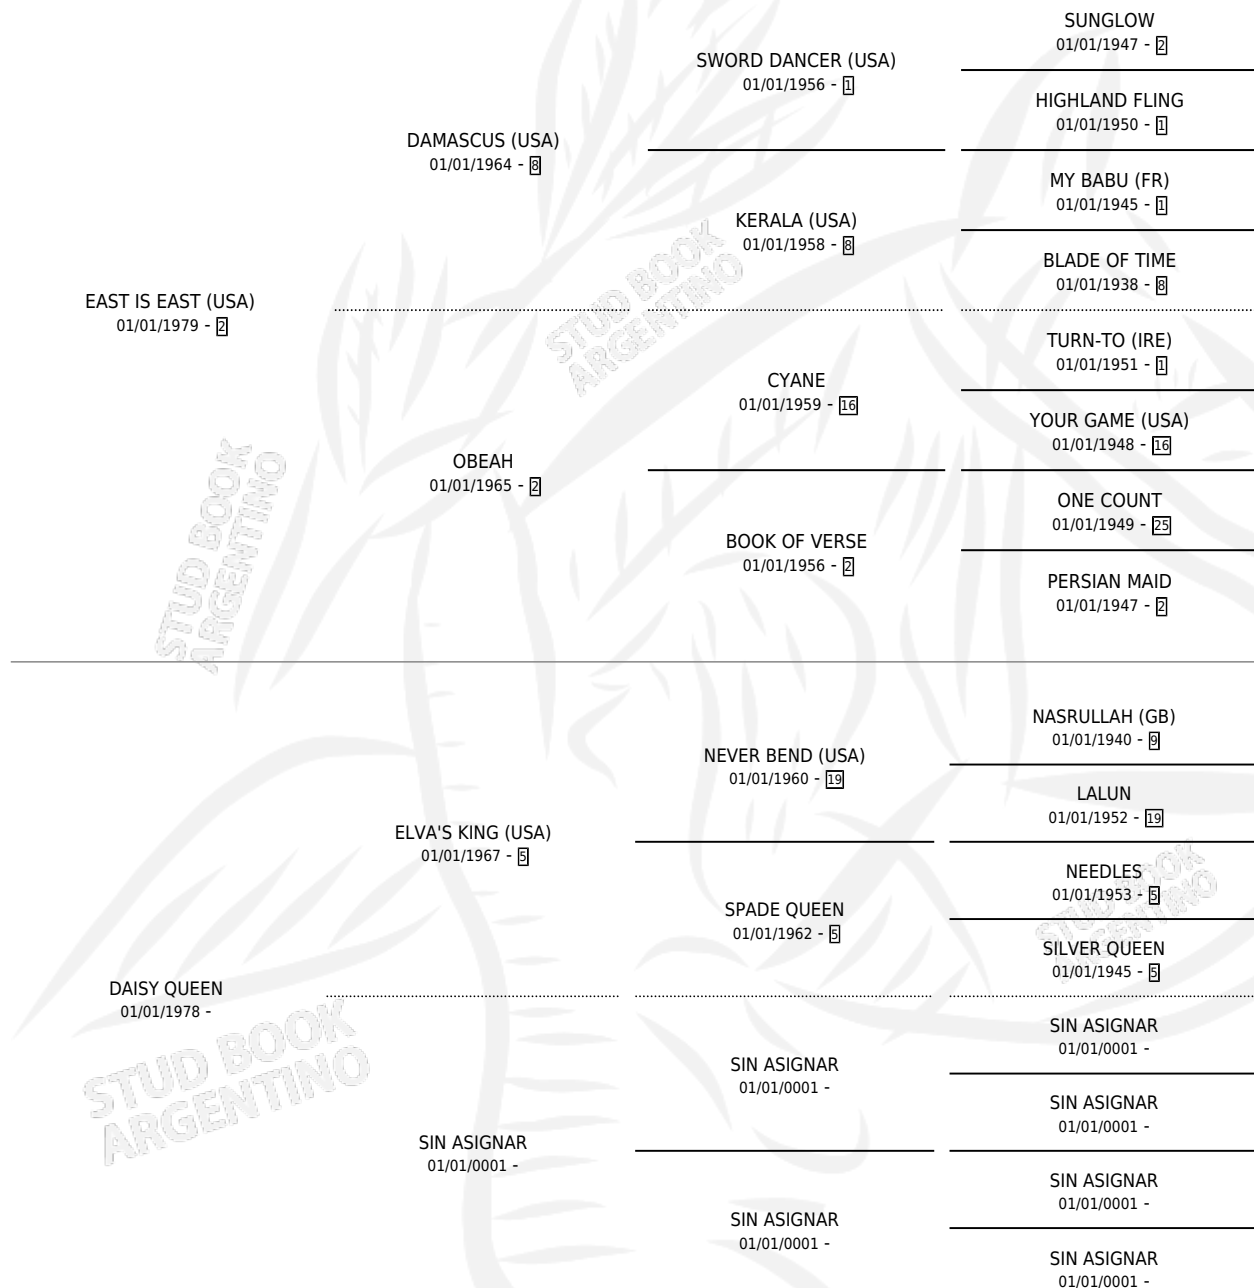 SUNGLOW
01/01/1947 - 2
SWORD DANCER (USA)
01/01/1956 - 1
HIGHLAND FLING
01/01/1950 - 1
DAMASCUS (USA)
01/01/1964 - 8
MY BABU (FR)
01/01/1945 - 1
KERALA (USA)
01/01/1958 - 8
BLADE OF TIME
01/01/1938 - 8
EAST IS EAST (USA)
01/01/1979 - 2
STUD BOOK
ARGENTINO
TURN-TO (IRE)
01/01/1951 - 1
CYANE
01/01/1959 - 16
YOUR GAME (USA)
01/01/1948 - 16
OBEAH
01/01/1965 - 2
ONE COUNT
01/01/1949 - 25
BOOK OF VERSE
01/01/1956 - 2
PERSIAN MAID
01/01/1947 - 2
STUD BOOK
ARGENTINO
NASRULLAH (GB)
01/01/1940 - 9
NEVER BEND (USA)
01/01/1960 - 19
LALUN
01/01/1952 - 19
ELVA'S KING (USA)
01/01/1967 - 5
NEEDLES
01/01/1953 - 5
SPADE QUEEN
01/01/1962 - 5
SILVER QUEEN
01/01/1945 - 5
STUD BOOK
ARGENTINO
DAISY QUEEN
01/01/1978 -
STUD BOOK
ARGENTINO
SIN ASIGNAR
01/01/0001 -
SIN ASIGNAR
01/01/0001 -
SIN ASIGNAR
01/01/0001 -
SIN ASIGNAR
01/01/0001 -
SIN ASIGNAR
01/01/0001 -
SIN ASIGNAR
01/01/0001 -
SIN ASIGNAR
01/01/0001 -